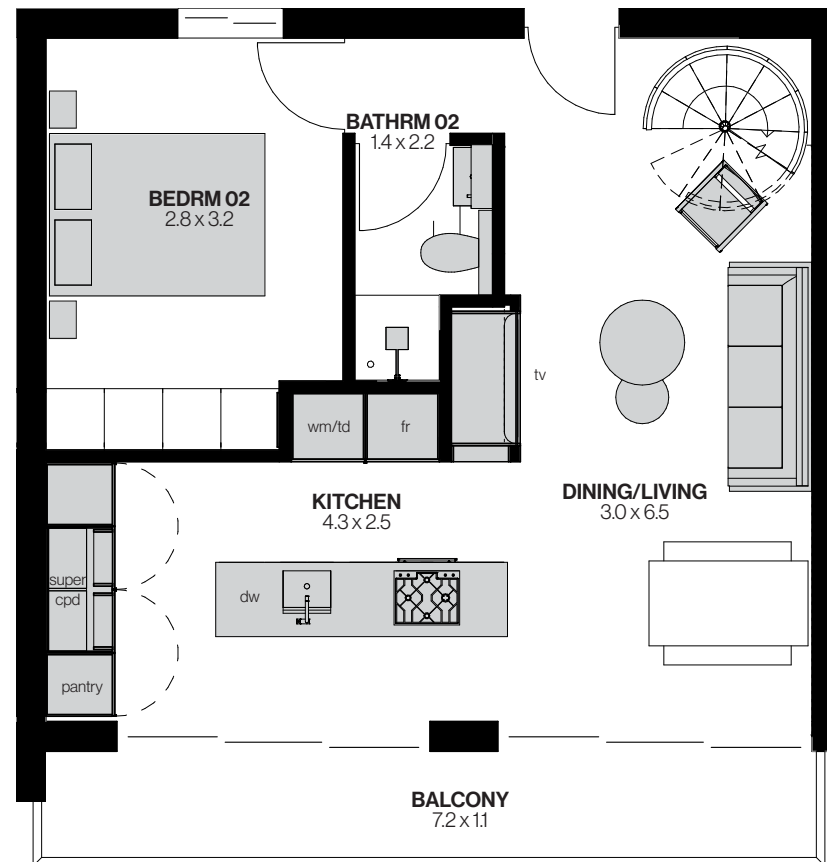 BATHRM 02
1.4 x 2.2
BEDRM 02
2.8 x 3.2
tv
wm/td
fr
KITCHEN
4.3 x 2.5
DINING/LIVING
3.0 x 6.5
super
cpd
dw
pantry
BALCONY
7.2 x 1.1